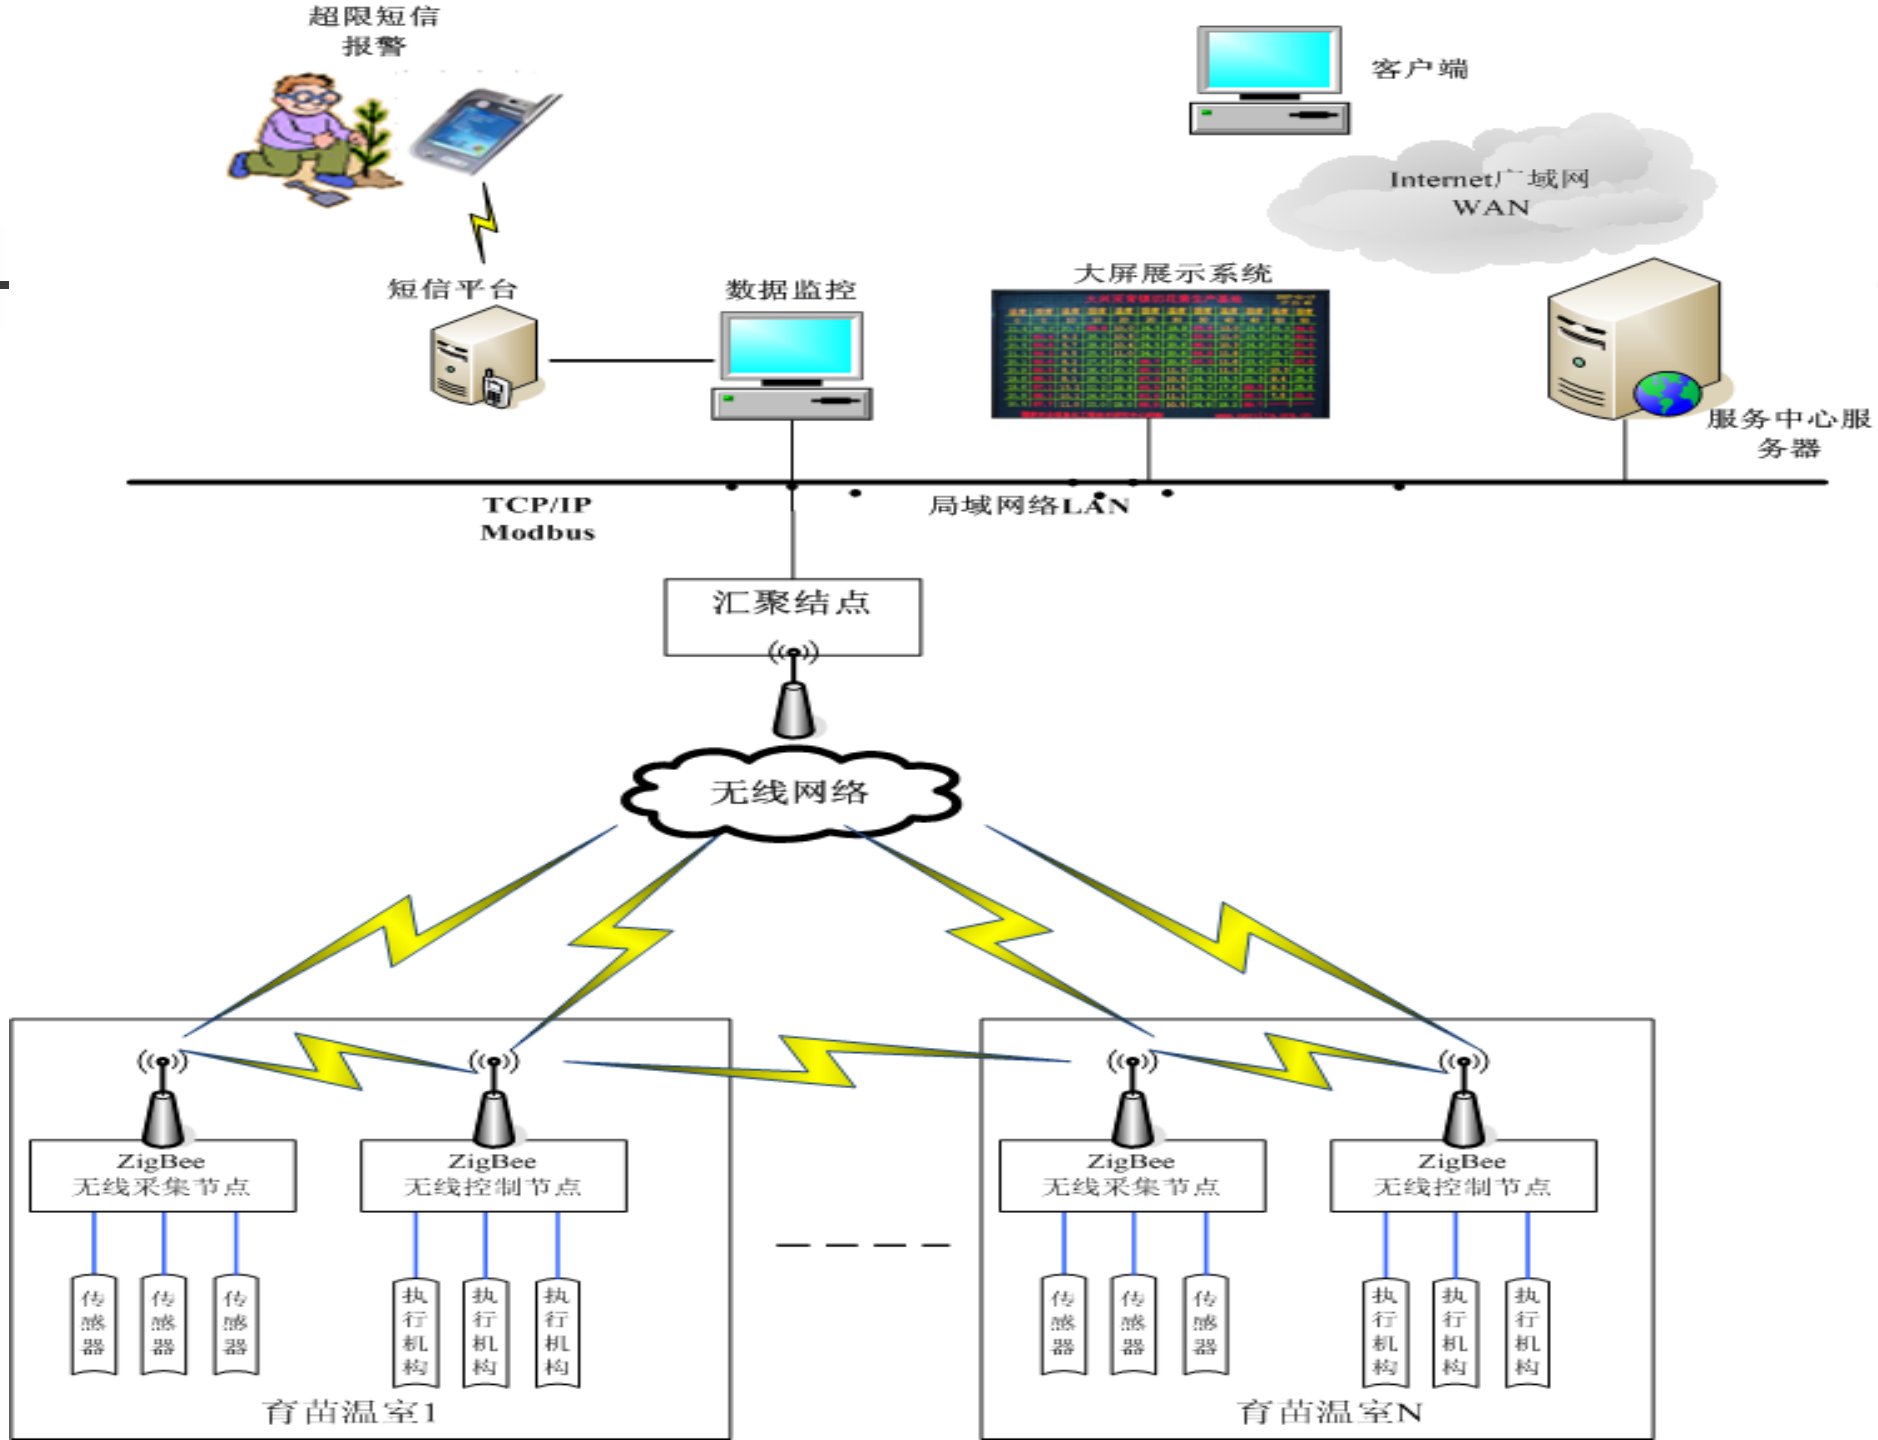 超限短信
报警
客户端
Internet广域网
WAN
短信平台
数据监控
大屏展示系统
服务中心服
务器
TCP/IP
Modbus
局域网络LAN
汇聚结点
无线网络
ZigBee
无线采集节点
ZigBee
无线控制节点
ZigBee
无线采集节点
ZigBee
无线控制节点
传感器
传感器
传感器
执行机构
执行机构
执行机构
传感器
传感器
传感器
执行机构
执行机构
执行机构
育苗温室1
育苗温室N